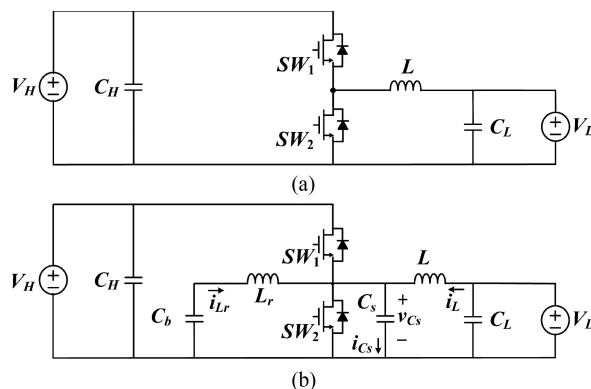 V_H
C_H
SW_1
SW_2
L
C_L
V_L
(a)
V_H
C_H
C_b
i_Lr
L_r
SW_1
SW_2
C_s
+
v_Cs
−
i_Cs
L
i_L
C_L
V_L
(b)